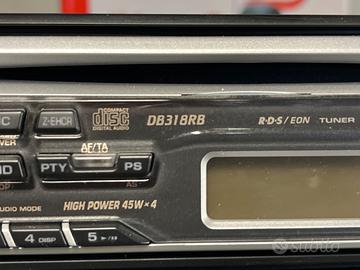 C
Z-EHCR
COMPACT
disc
DIGITAL AUDIO
DB318RB
R·D·S/EON TUNER
AF/TA
ND
PTY
PS
AS
AUDIO MODE
HIGH POWER 45W×4
4 DISP
5
subito